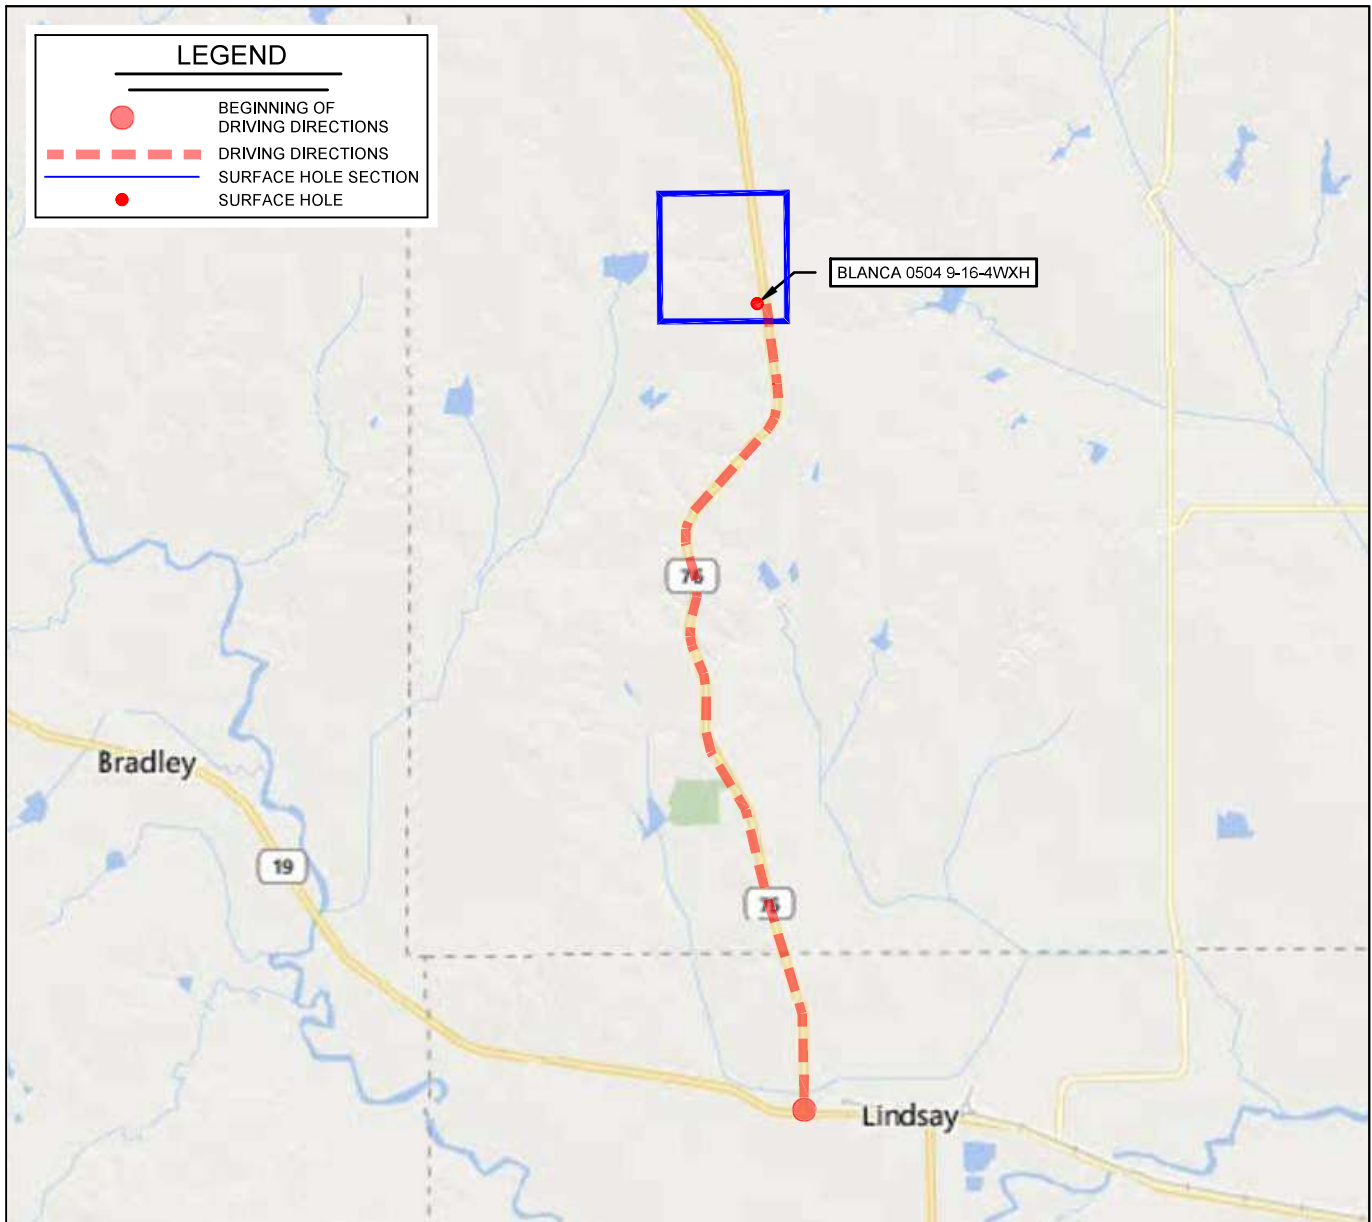 LEGEND
BEGINNING OF
DRIVING DIRECTIONS
DRIVING DIRECTIONS
SURFACE HOLE SECTION
SURFACE HOLE
BLANCA 0504 9-16-4WXH
76
Bradley
19
76
Lindsay